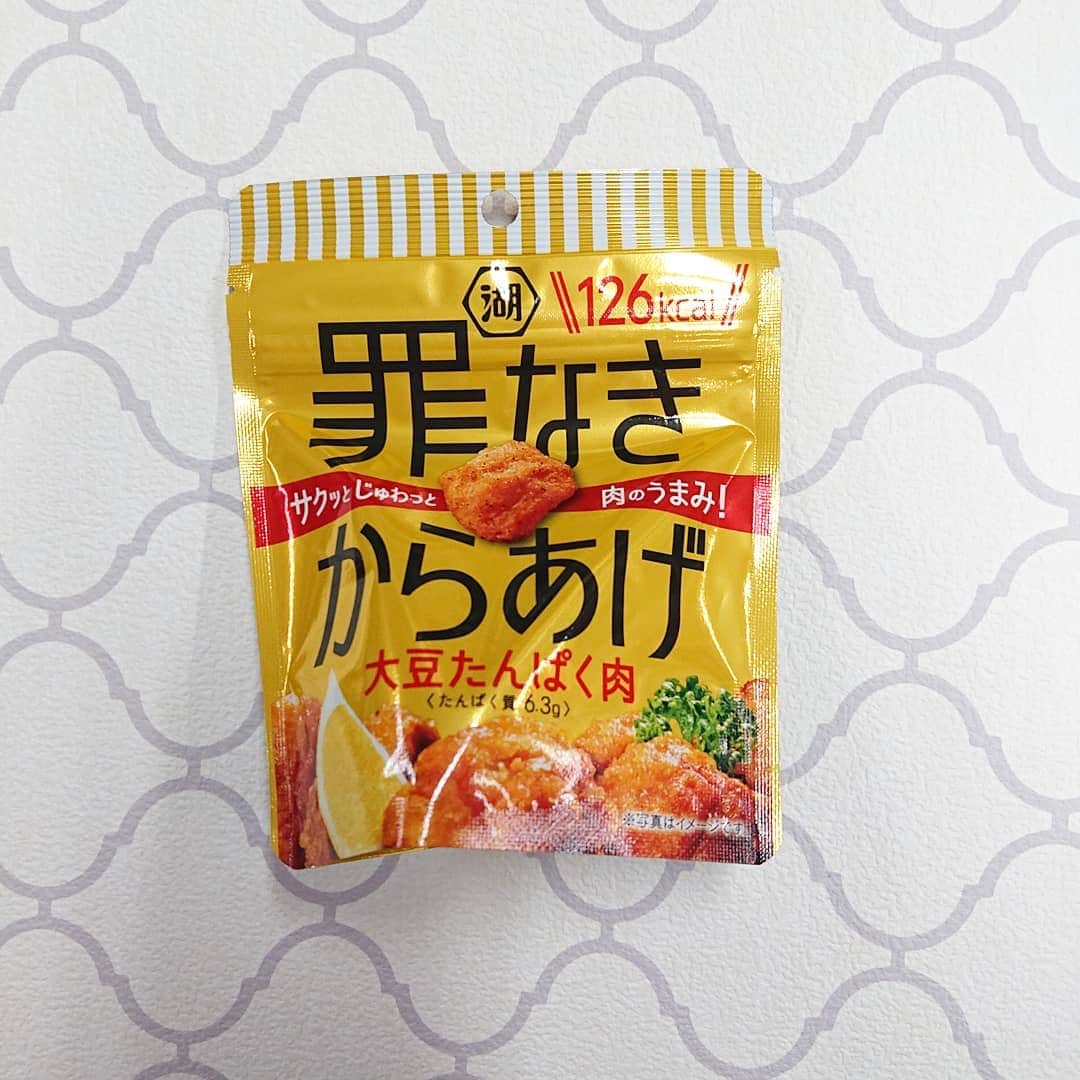 湖
126kcal
罪なき
サクッとじゅわっと 肉のうまみ!
からあげ
大豆たんぱく肉
〈たんぱく質 6.3g〉
※写真はイメージです